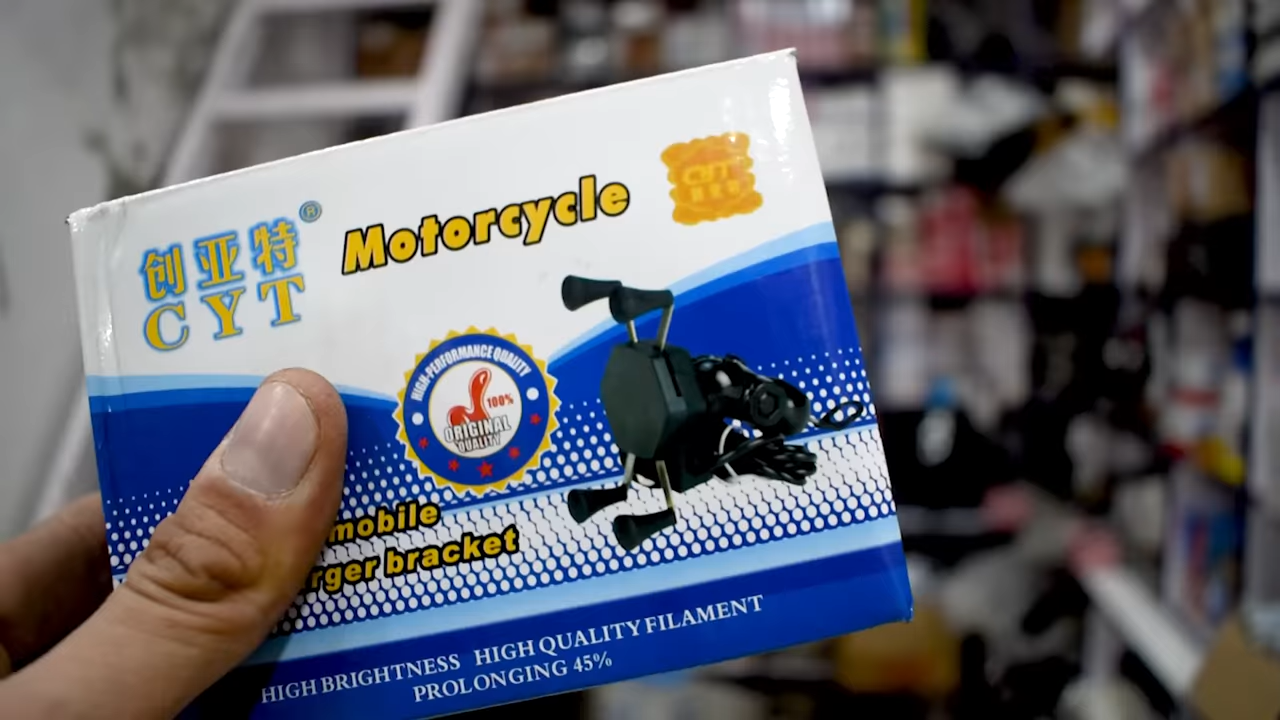 创亚特®
CYT
Motorcycle
CYT
HIGH-PERFORMANCE QUALITY
100%
ORIGINAL
QUALITY
mobile
rger bracket
HIGH BRIGHTNESS HIGH QUALITY FILAMENT
PROLONGING 45%